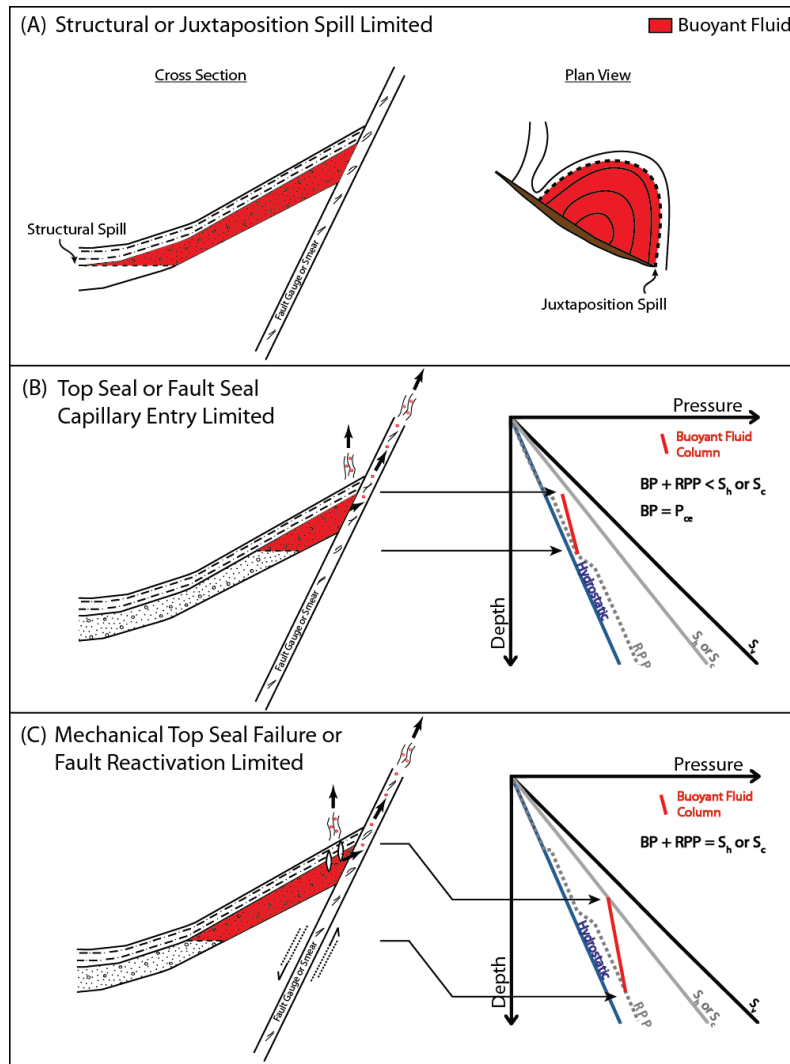 (A) Structural or Juxtaposition Spill Limited
Buoyant Fluid
Cross Section
Plan View
Structural Spill
Fault Gauge or Smear
Juxtaposition Spill
(B) Top Seal or Fault Seal
Capillary Entry Limited
Pressure
Buoyant Fluid
Column
BP + RPP < Sh or Sc
BP = Pce
Hydrostatic
RPP
Sh or Sc
Sv
Depth
Fault Gauge or Smear
(C) Mechanical Top Seal Failure or
Fault Reactivation Limited
Pressure
Buoyant Fluid
Column
BP + RPP = Sh or Sc
Hydrostatic
RPP
Sh or Sc
Sv
Depth
Fault Gauge or Smear